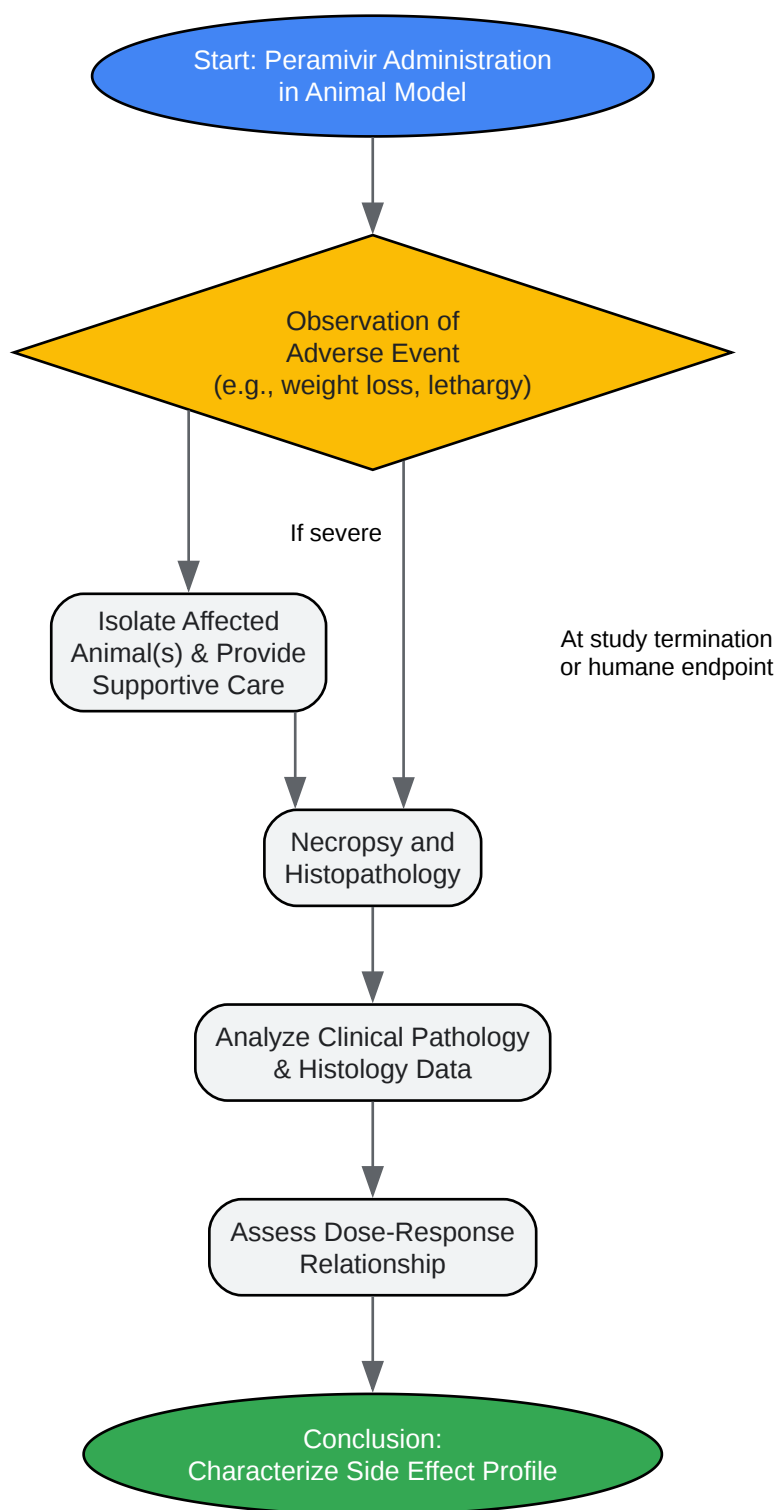 Start: Peramivir Administration
in Animal Model
Observation of
Adverse Event
(e.g., weight loss, lethargy)
If severe
Isolate Affected
Animal(s) & Provide
Supportive Care
At study termination
or humane endpoint
Necropsy and
Histopathology
Analyze Clinical Pathology
& Histology Data
Assess Dose-Response
Relationship
Conclusion:
Characterize Side Effect Profile